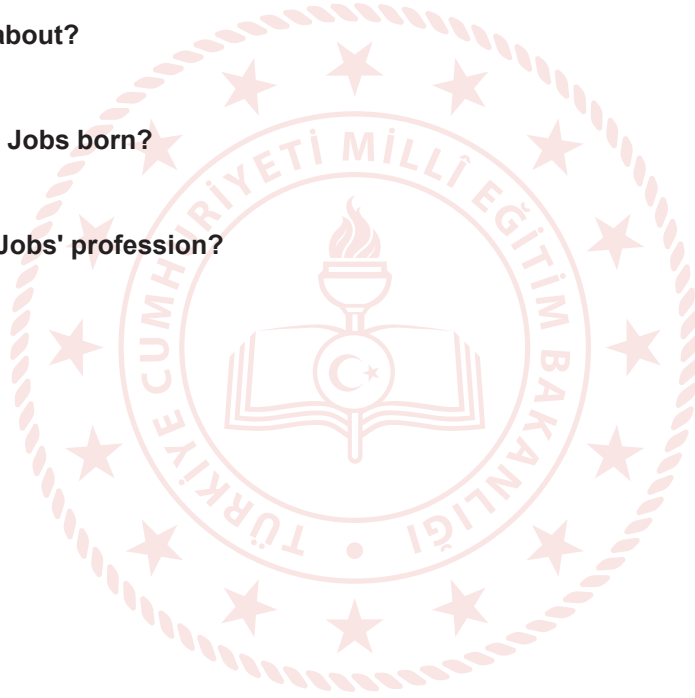 about?
Jobs born?
Jobs' profession?
TÜRKİYE CUMHURİYETİ MİLLÎ EĞİTİM BAKANLIĞI